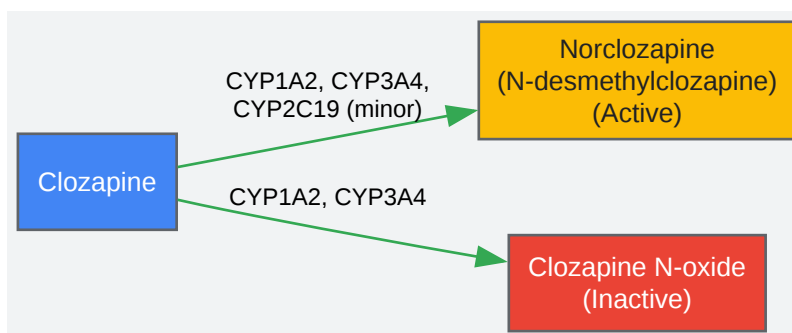 Clozapine
CYP1A2, CYP3A4,
CYP2C19 (minor)
Norclozapine
(N-desmethylclozapine)
(Active)
CYP1A2, CYP3A4
Clozapine N-oxide
(Inactive)